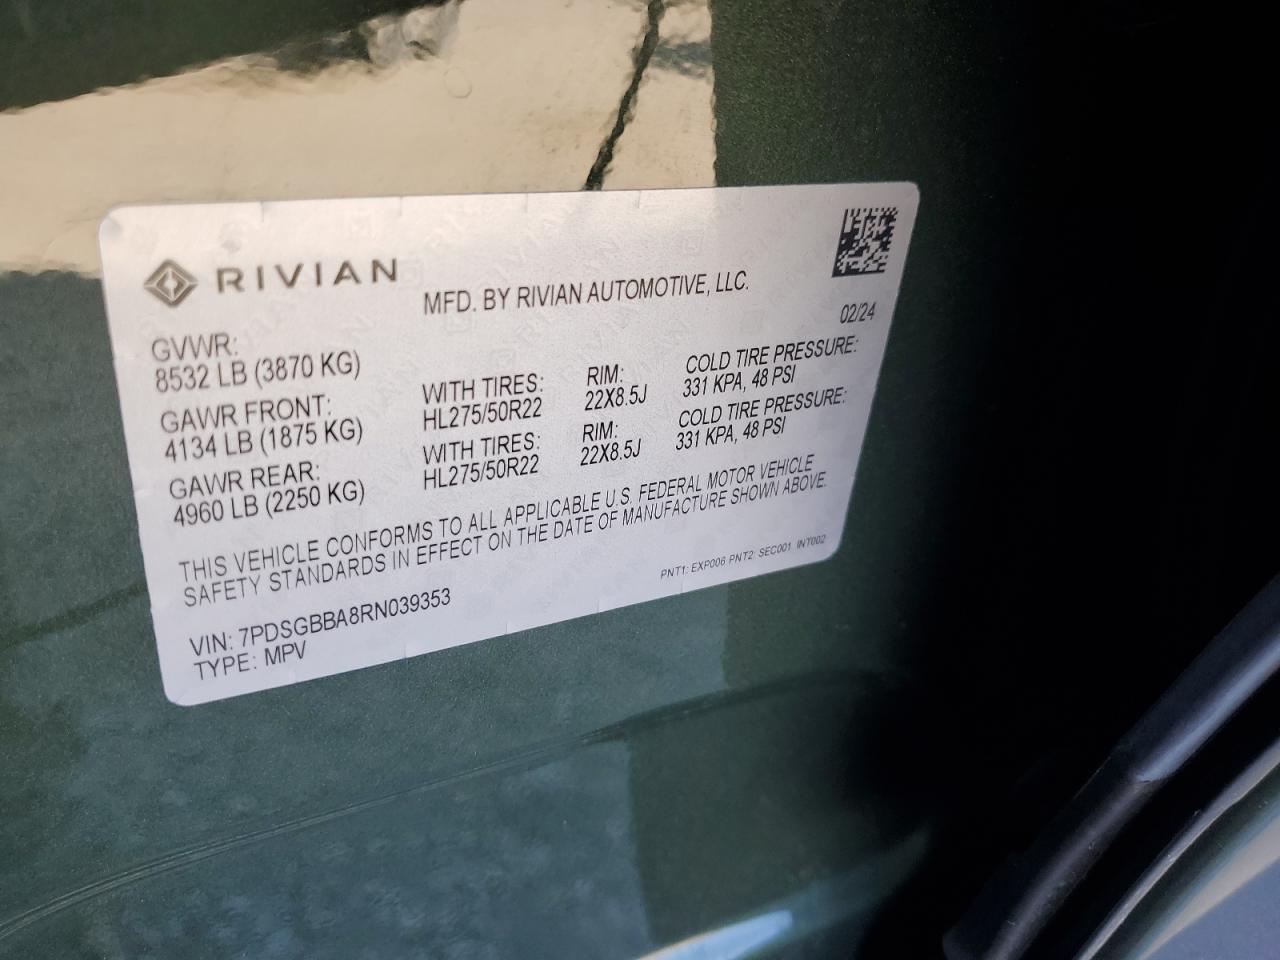 RIVIAN
MFD. BY RIVIAN AUTOMOTIVE, LLC.
02/24
GVWR:
8532 LB (3870 KG)
GAWR FRONT:
4134 LB (1875 KG)
WITH TIRES:
HL275/50R22
RIM:
22X8.5J
COLD TIRE PRESSURE:
331 KPA, 48 PSI
GAWR REAR:
4960 LB (2250 KG)
WITH TIRES:
HL275/50R22
RIM:
22X8.5J
COLD TIRE PRESSURE:
331 KPA, 48 PSI
THIS VEHICLE CONFORMS TO ALL APPLICABLE U.S. FEDERAL MOTOR VEHICLE
SAFETY STANDARDS IN EFFECT ON THE DATE OF MANUFACTURE SHOWN ABOVE.
PNT1: EXP006 PNT2: SEC001 INT002
VIN: 7PDSGBBA8RN039353
TYPE: MPV